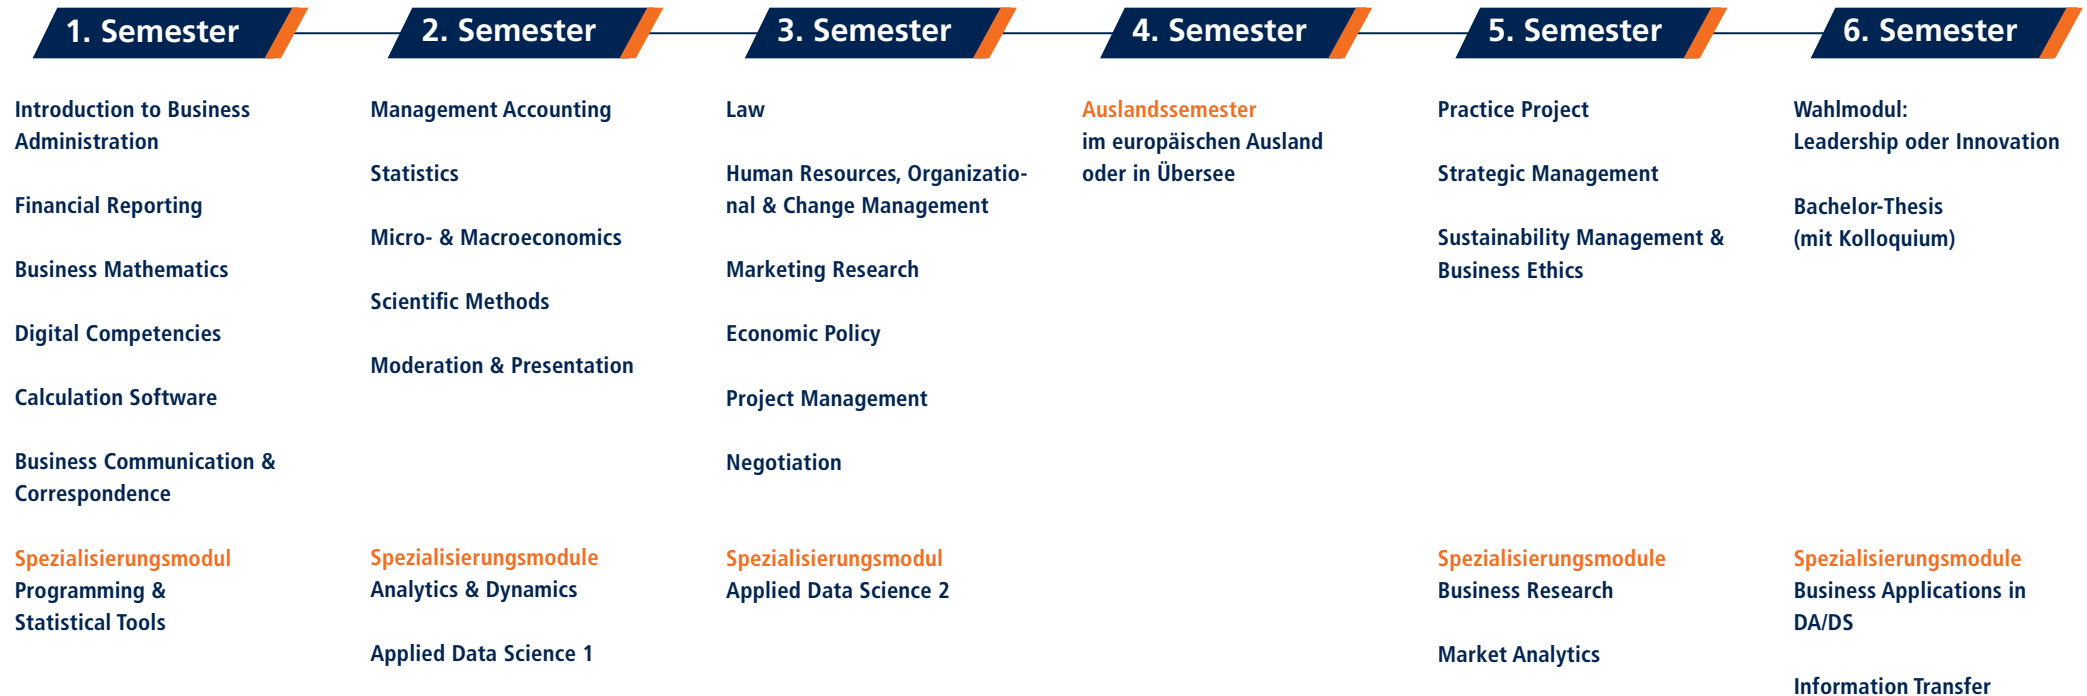 1. Semester
2. Semester
3. Semester
4. Semester
5. Semester
6. Semester
Introduction to Business
Administration
Financial Reporting
Business Mathematics
Digital Competencies
Calculation Software
Business Communication &
Correspondence
Spezialisierungsmodul
Programming &
Statistical Tools
Management Accounting
Statistics
Micro- & Macroeconomics
Scientific Methods
Moderation & Presentation
Spezialisierungsmodule
Analytics & Dynamics
Applied Data Science 1
Law
Human Resources, Organizatio-
nal & Change Management
Marketing Research
Economic Policy
Project Management
Negotiation
Spezialisierungsmodul
Applied Data Science 2
Auslandssemester
im europäischen Ausland
oder in Übersee
Practice Project
Strategic Management
Sustainability Management &
Business Ethics
Spezialisierungsmodule
Business Research
Market Analytics
Wahlmodul:
Leadership oder Innovation
Bachelor-Thesis
(mit Kolloquium)
Spezialisierungsmodule
Business Applications in
DA/DS
Information Transfer